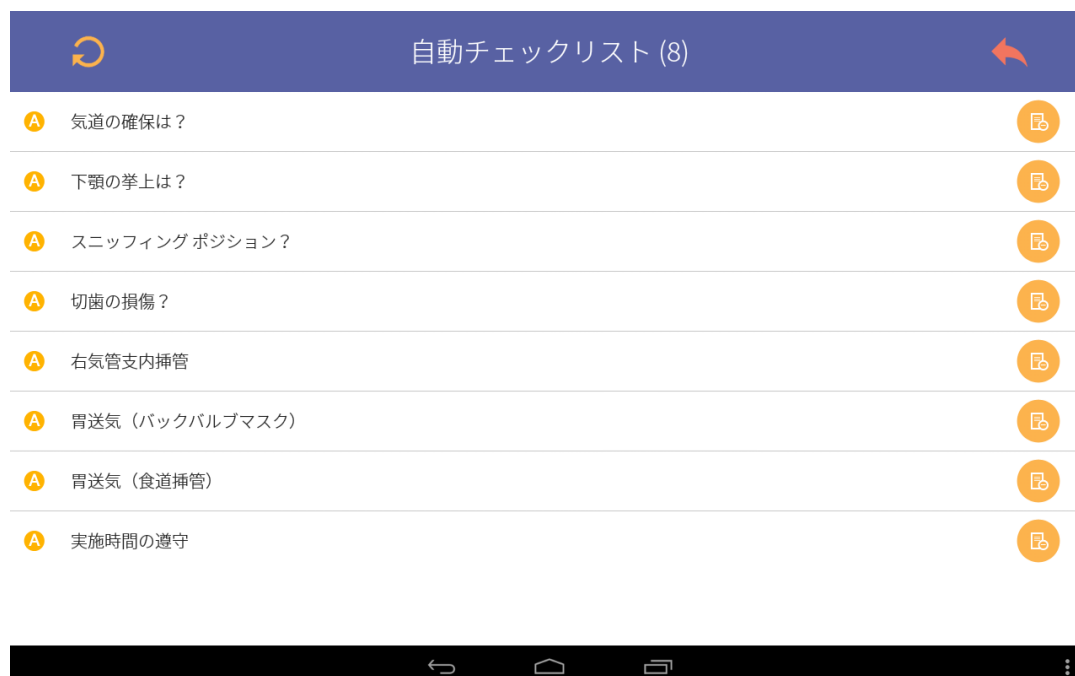 自動チェックリスト (8)
A 気道の確保は？
A 下顎の挙上は？
A スニッフィング ポジション？
A 切歯の損傷？
A 右気管支内挿管
A 胃送気（バックバルブマスク）
A 胃送気（食道挿管）
A 実施時間の遵守